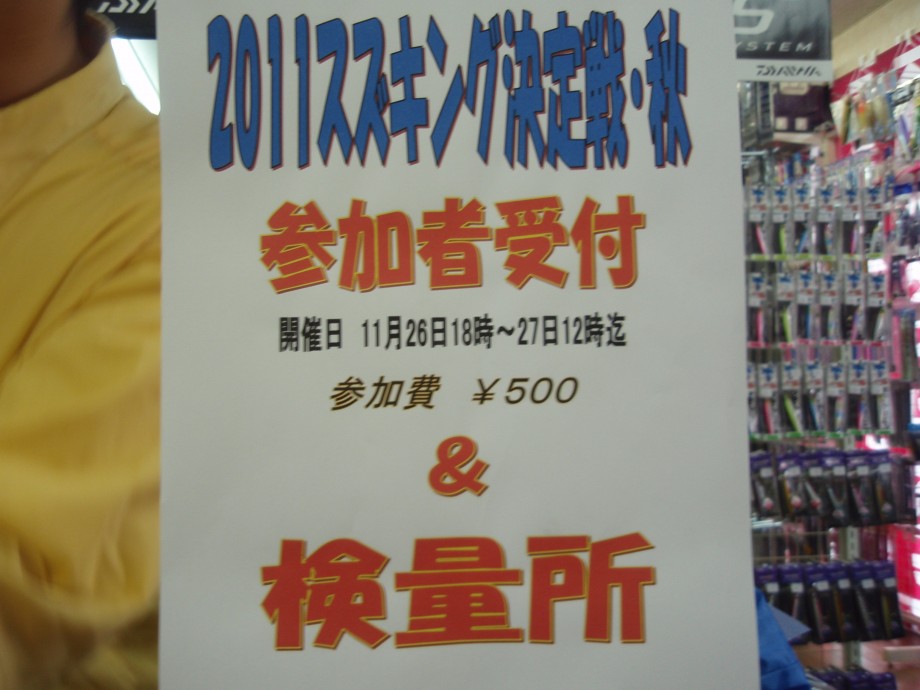 2011スズキング決定戦・秋
参加者受付
開催日 11月26日18時～27日12時迄
参加費 ￥500
&
検量所
SYSTEM
DAIWA